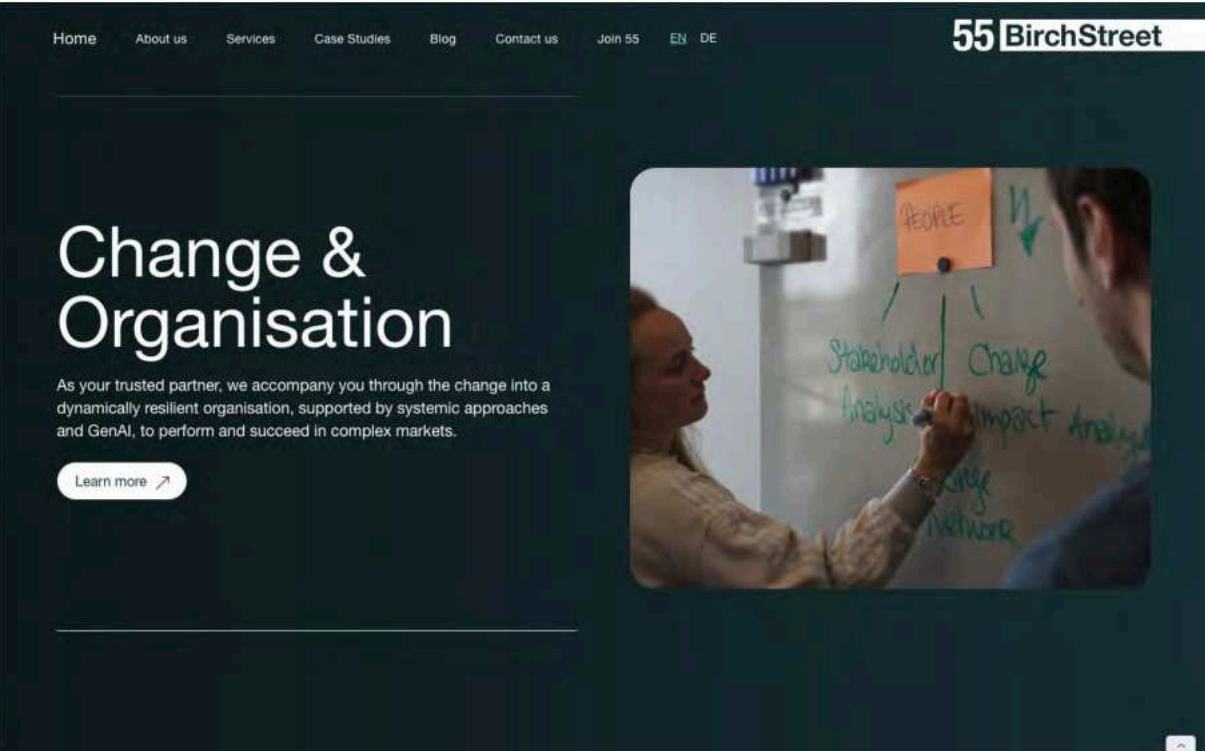 Home About us Services Case Studies Blog Contact us Join 55 EN DE
55 BirchStreet
Change &
Organisation
As your trusted partner, we accompany you through the change into a
dynamically resilient organisation, supported by systemic approaches
and GenAI, to perform and succeed in complex markets.
Learn more
PEOPLE
Stakeholder Change
Analysis Impact Analysis
Network